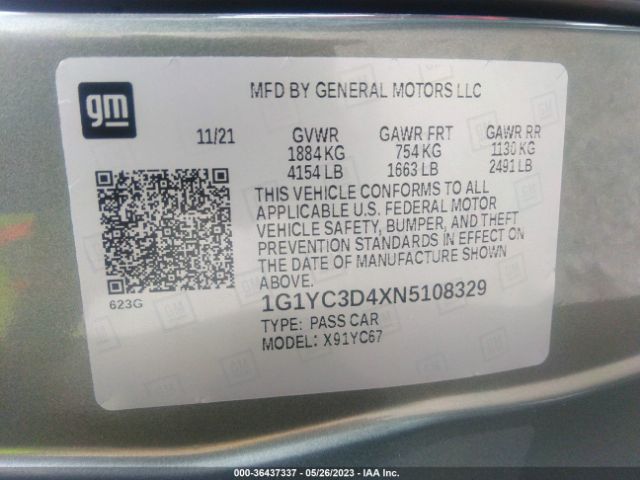 gm
MFD BY GENERAL MOTORS LLC
11/21 GVWR GAWR FRT GAWR RR
1884 KG 754 KG 1130 KG
4154 LB 1663 LB 2491 LB
THIS VEHICLE CONFORMS TO ALL
APPLICABLE U.S. FEDERAL MOTOR
VEHICLE SAFETY, BUMPER, AND THEFT
PREVENTION STANDARDS IN EFFECT ON
THE DATE OF MANUFACTURE SHOWN
ABOVE.
623G
1G1YC3D4XN5108329
TYPE: PASS CAR
MODEL: X91YC67
000-36437337 - 05/26/2023 - IAA Inc.